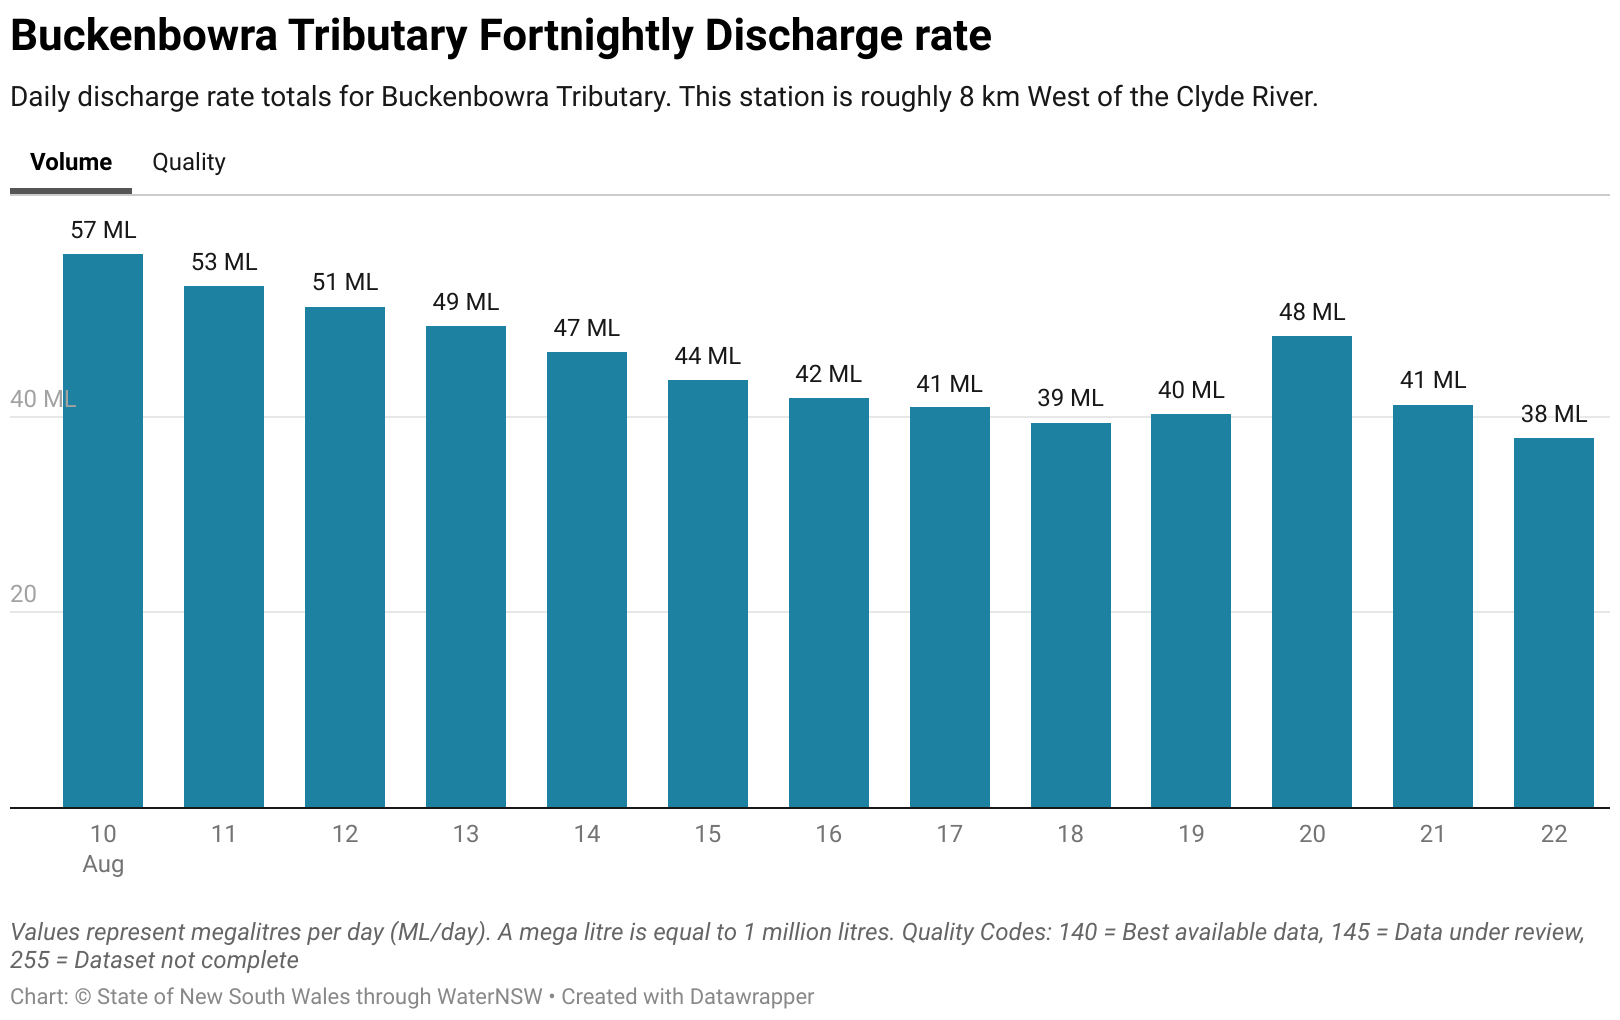 Buckenbowra Tributary Fortnightly Discharge rate
Daily discharge rate totals for Buckenbowra Tributary. This station is roughly 8 km West of the Clyde River.
Volume Quality
57 ML
53 ML
51 ML
49 ML
47 ML
44 ML
42 ML
41 ML
39 ML
40 ML
48 ML
41 ML
38 ML
40 ML
20
10 11 12 13 14 15 16 17 18 19 20 21 22
Aug
Values represent megalitres per day (ML/day). A mega litre is equal to 1 million litres. Quality Codes: 140 = Best available data, 145 = Data under review,
255 = Dataset not complete
Chart: © State of New South Wales through WaterNSW • Created with Datawrapper